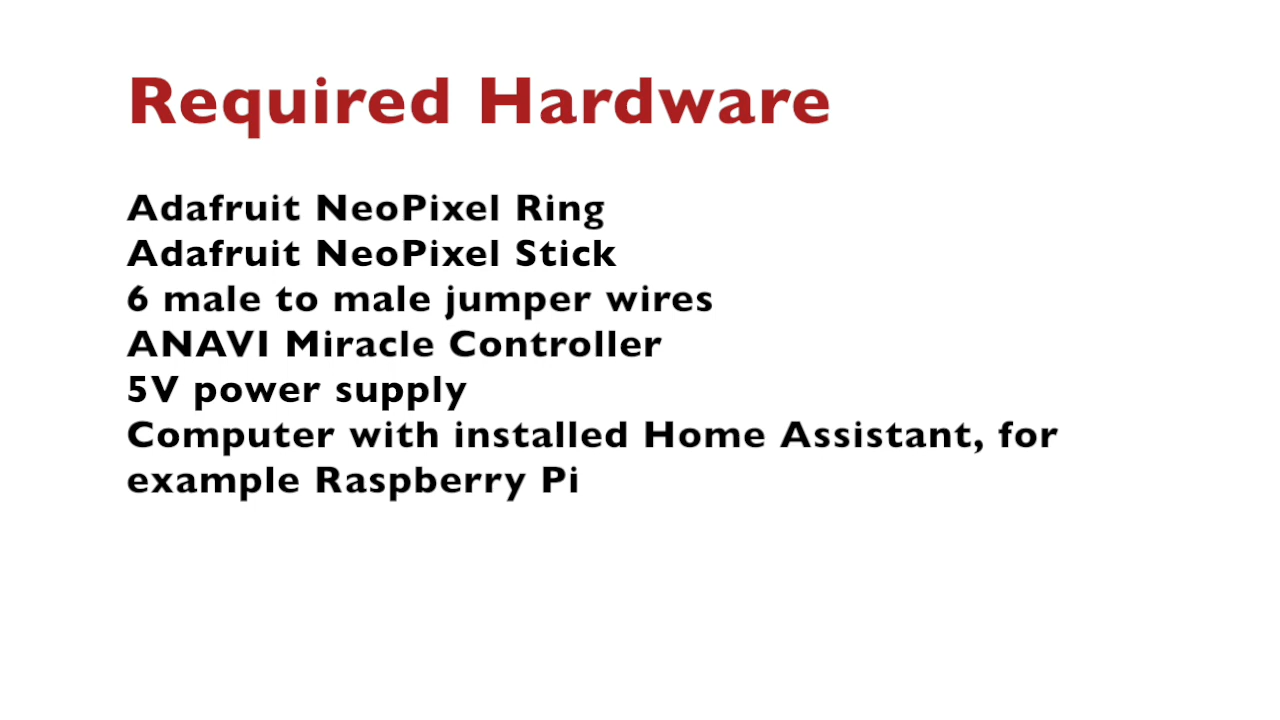 Required Hardware
Adafruit NeoPixel Ring
Adafruit NeoPixel Stick
6 male to male jumper wires
ANAVI Miracle Controller
5V power supply
Computer with installed Home Assistant, for
example Raspberry Pi